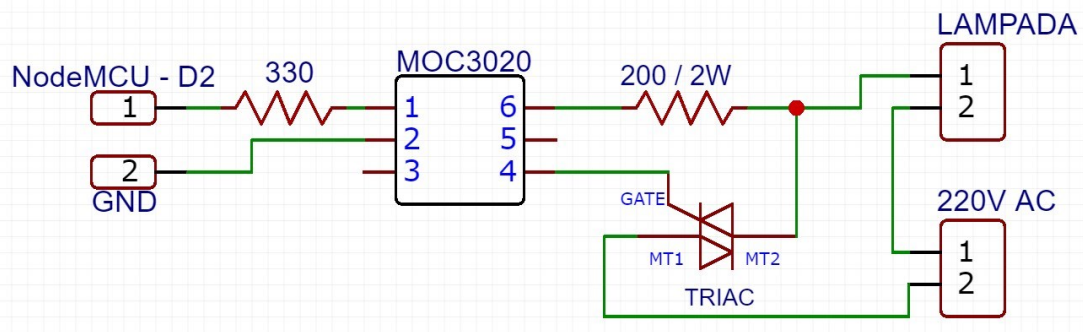 LAMPADA
NodeMCU - D2
330
MOC3020
200 / 2W
1
1
6
1
2
2
5
2
3
4
GND
GATE
220V AC
MT1
MT2
1
2
TRIAC